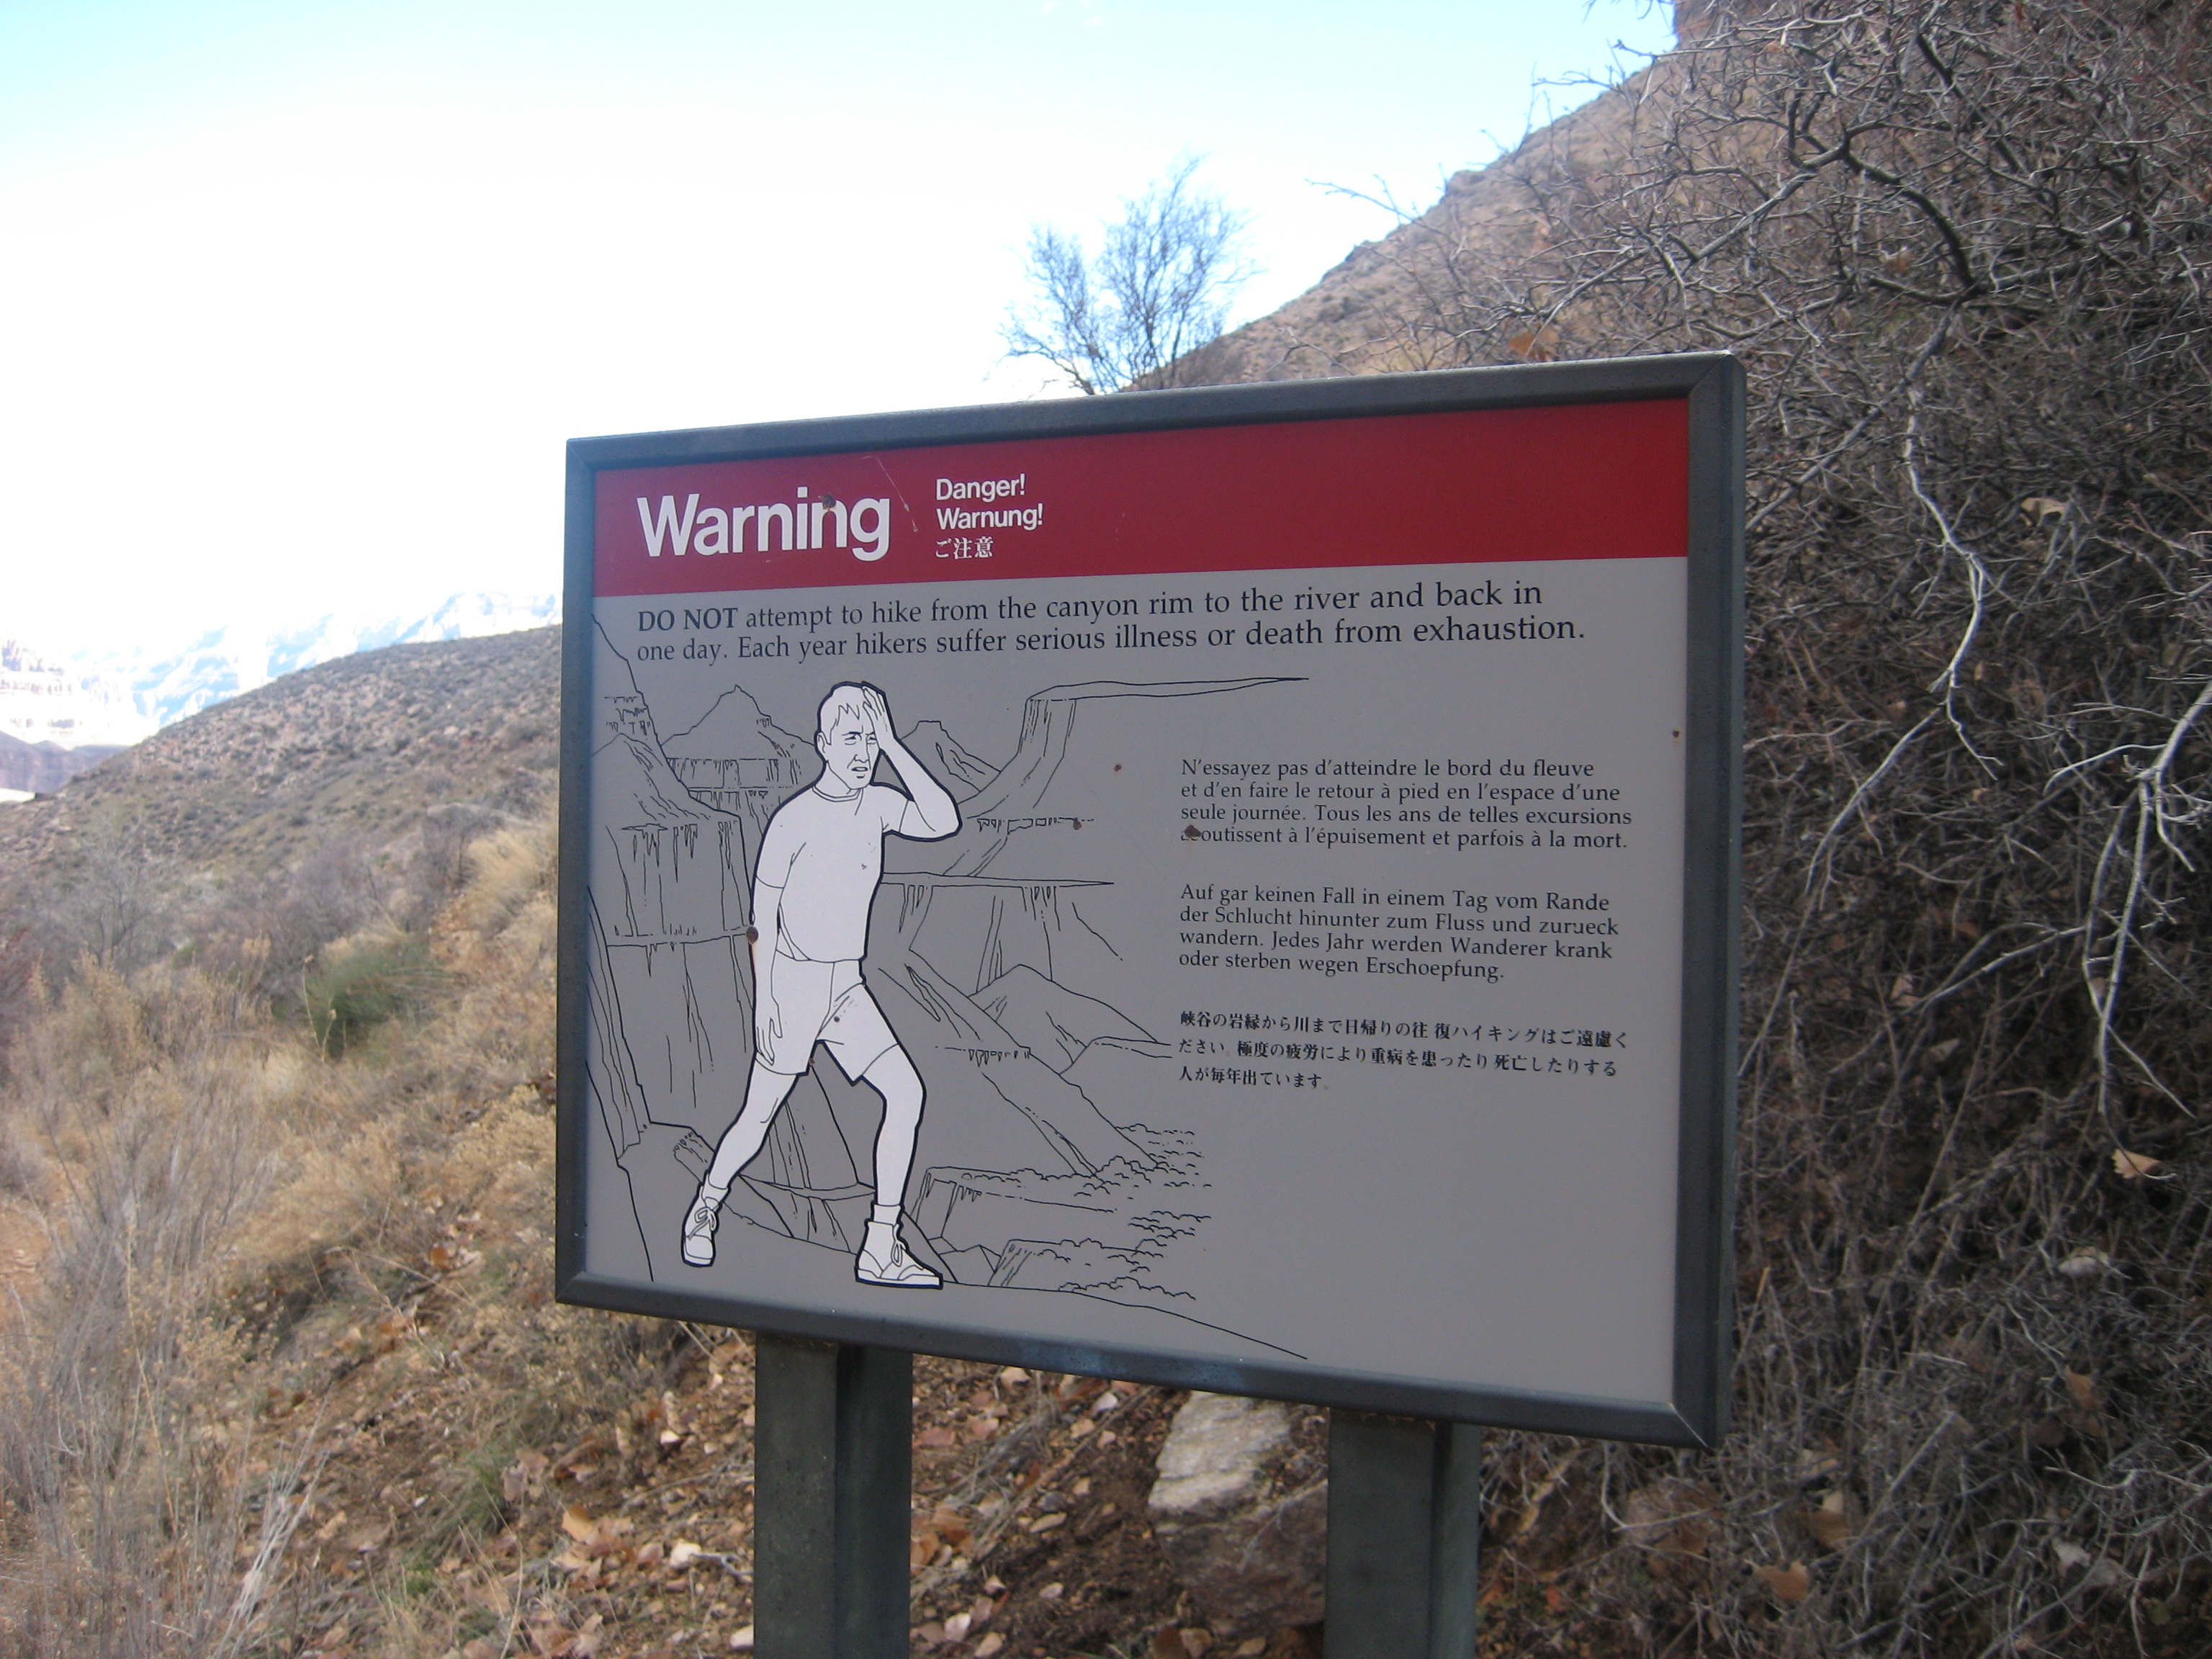 Warning
Danger!
Warnung!
ご注意
DO NOT attempt to hike from the canyon rim to the river and back in
one day. Each year hikers suffer serious illness or death from exhaustion.
N'essayez pas d'atteindre le bord du fleuve
et d'en faire le retour à pied en l'espace d'une
seule journée. Tous les ans de telles excursions
aboutissent à l'épuisement et parfois à la mort.
Auf gar keinen Fall in einem Tag vom Rande
der Schlucht hinunter zum Fluss und zurueck
wandern. Jedes Jahr werden Wanderer krank
oder sterben wegen Erschoepfung.
峡谷の岩縁から川まで日帰りの往 復ハイキングはご遠慮く
ださい。極度の疲労により重病を患ったり 死亡したりする
人が毎年出ています。